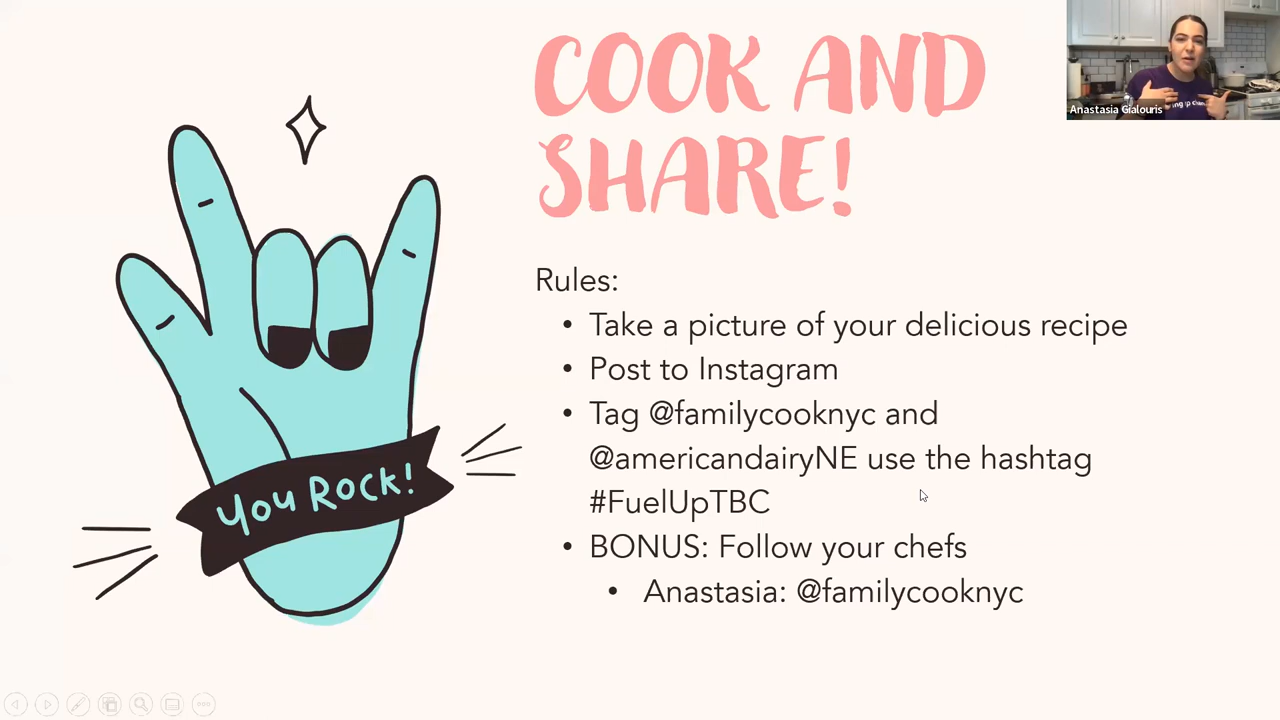 COOK AND
SHARE!
Anastasia Gialouris
Rules:
• Take a picture of your delicious recipe
• Post to Instagram
• Tag @familycooknyc and
@americandairyNE use the hashtag
#FuelUpTBC
• BONUS: Follow your chefs
• Anastasia: @familycooknyc
You Rock!